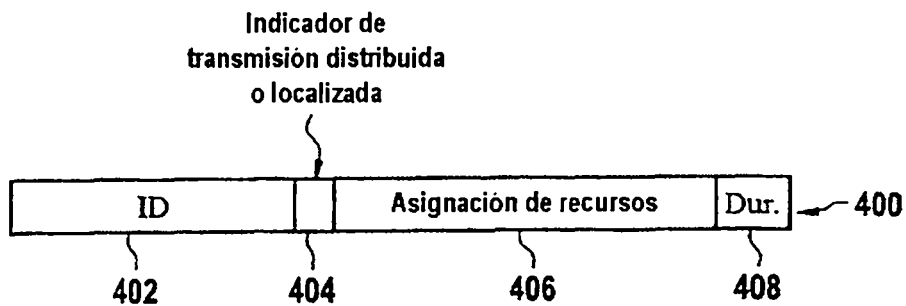 Indicador de
transmisión distribuida
o localizada
ID
Asignación de recursos
Dur.
400
402
404
406
408